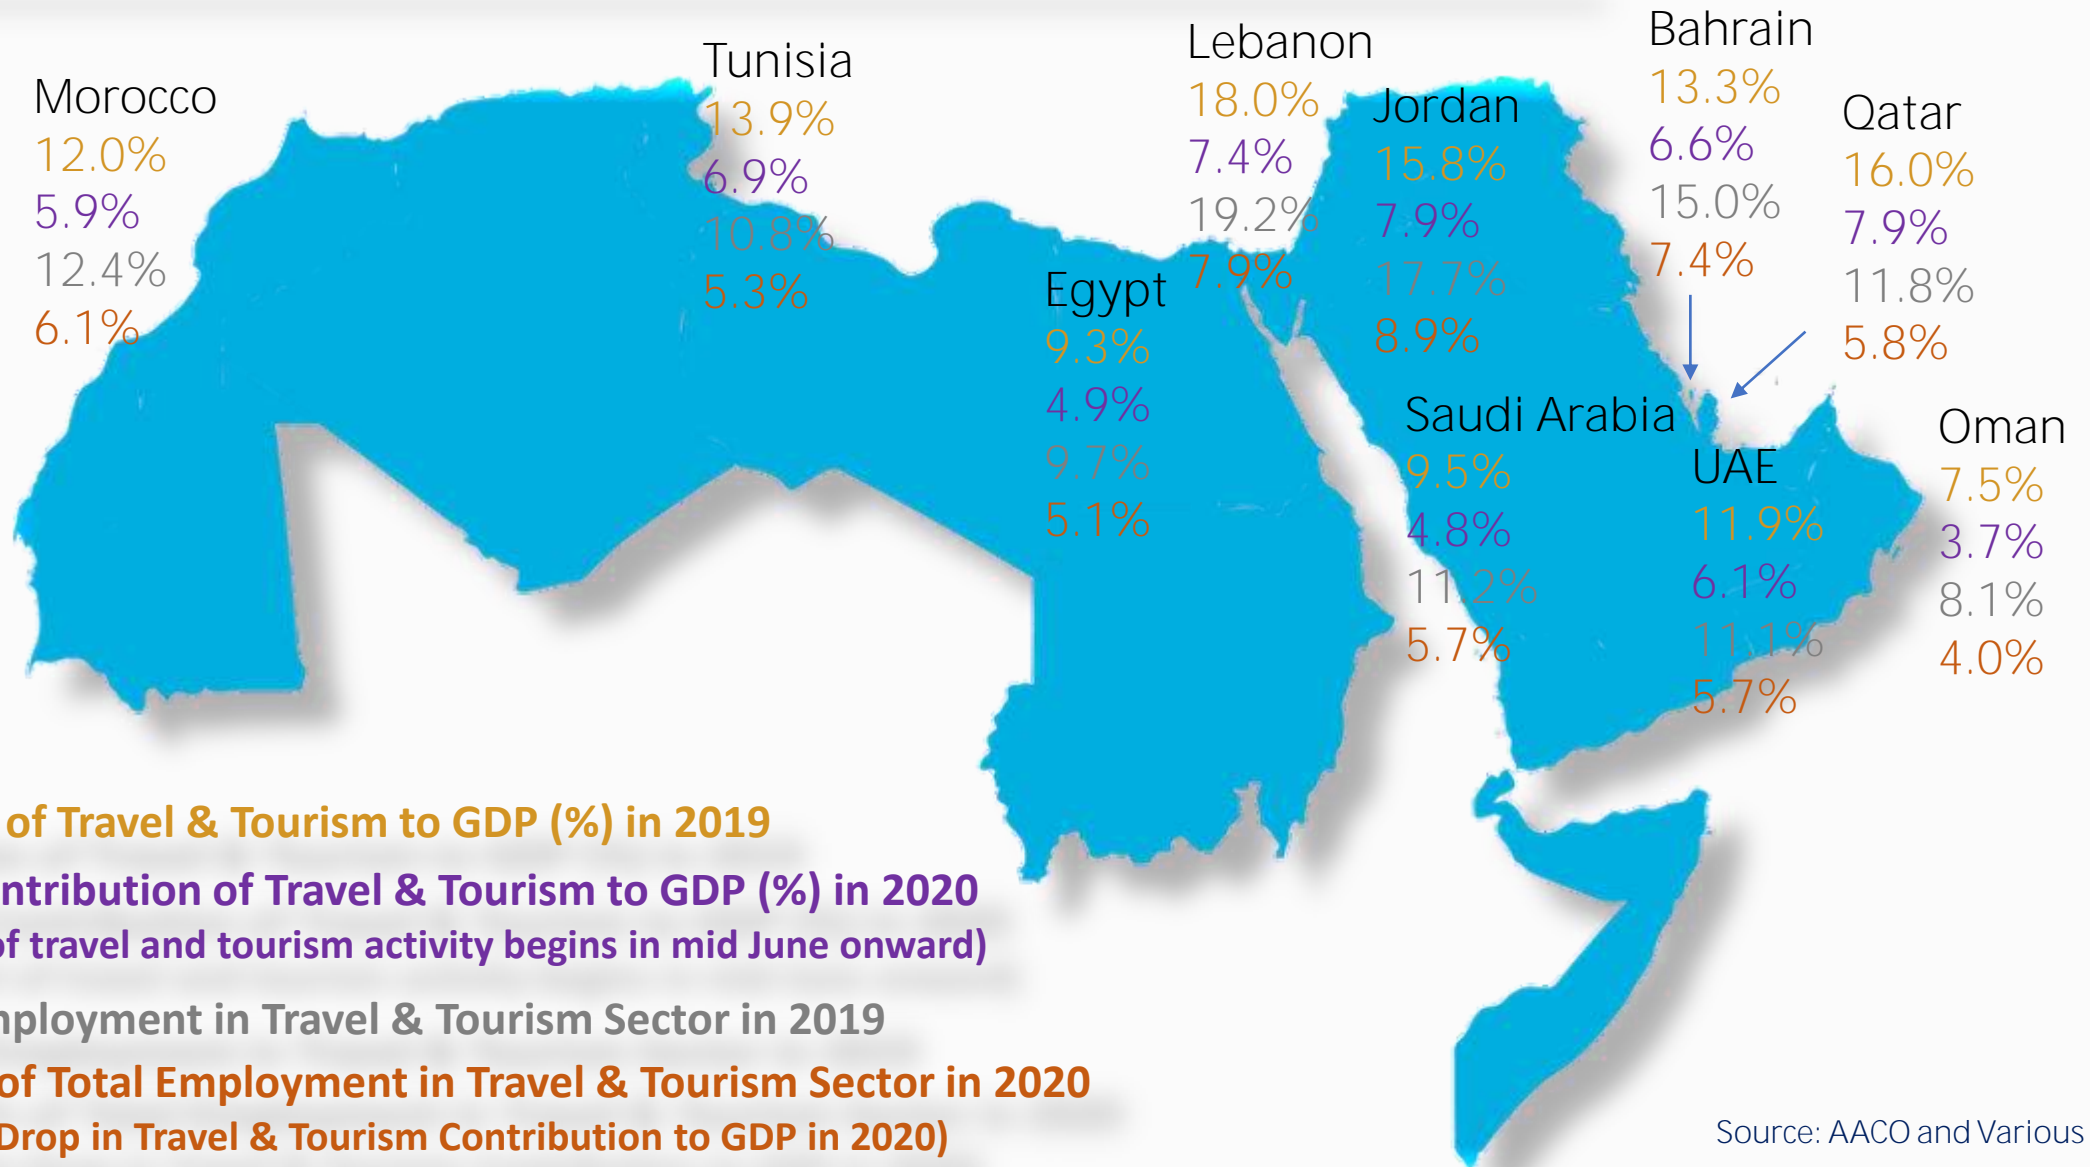 Morocco
12.0%
5.9%
12.4%
6.1%
Tunisia
13.9%
6.9%
10.8%
5.3%
Lebanon
18.0%
7.4%
19.2%
7.9%
Jordan
15.8%
7.9%
17.7%
8.9%
Bahrain
13.3%
6.6%
15.0%
7.4%
Qatar
16.0%
7.9%
11.8%
5.8%
Egypt
9.3%
4.9%
9.7%
5.1%
Saudi Arabia
9.5%
4.8%
11.2%
5.7%
UAE
11.9%
6.1%
11.1%
5.7%
Oman
7.5%
3.7%
8.1%
4.0%
of Travel & Tourism to GDP (%) in 2019
ntribution of Travel & Tourism to GDP (%) in 2020
of travel and tourism activity begins in mid June onward)
mployment in Travel & Tourism Sector in 2019
of Total Employment in Travel & Tourism Sector in 2020
Drop in Travel & Tourism Contribution to GDP in 2020)
Source: AACO and Various